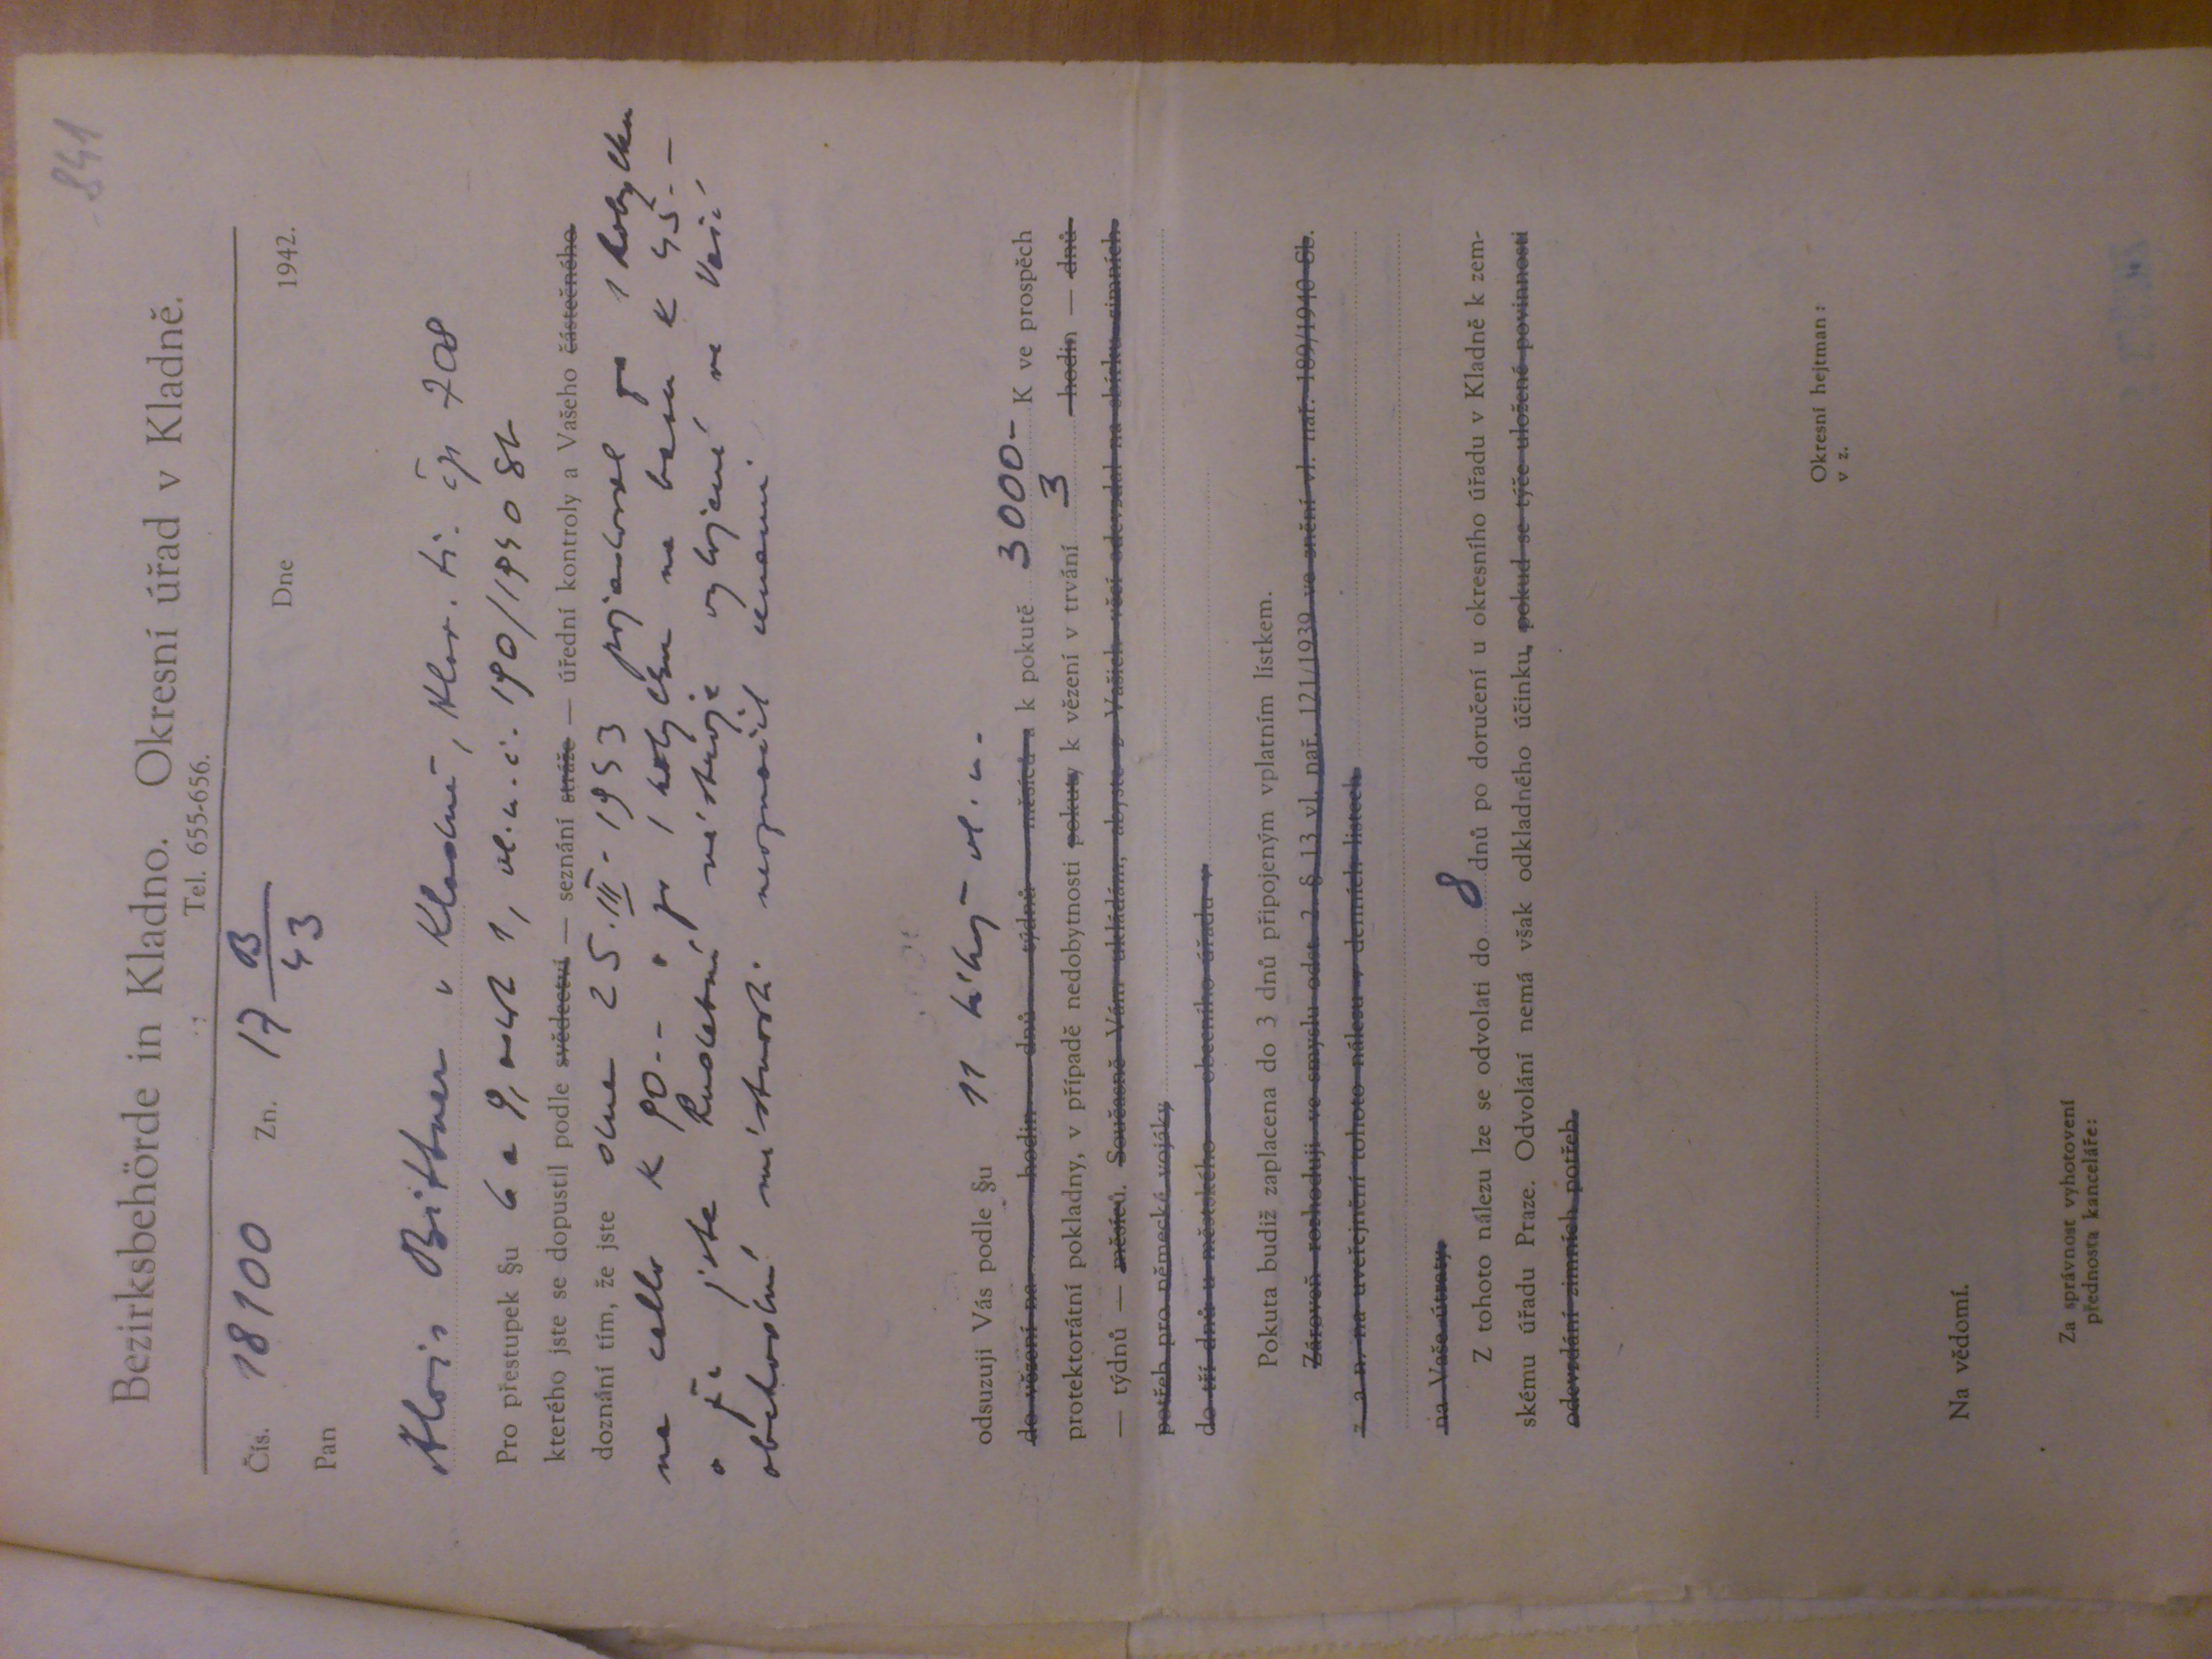 841
Bezirksbehörde in Kladno. Okresní úřad v Kladně.
Tel. 655-656.
Čís. 18100 Zn. 17 B/43 Dne 1942.
Pan
Alois Bittner v Kladně, Hlav. tř. čp 708
Pro přestupek §u 6 a 9, odst 1, vl. n. č. 190/1940 Sb
kterého jste se dopustil podle svědectví — seznání stráže — úřední kontroly a Vašeho částečného
doznání tím, že jste dne 25. III. 1943 požadoval za 1 kobylku
na cello K 90.-- a za 1 kobylku na basu K 45.--
a že jste hudební nástroje vyložené ve Vaší
obchodní místnosti neoznačil cenami
odsuzuji Vás podle §u 11 téhož vl. n.
do vězení na hodin dnů týdnů měsíců a k pokutě 3000- K ve prospěch
protektorátní pokladny, v případě nedobytnosti pokuty k vězení v trvání 3 hodin — dnů
— týdnů — měsíců. Současně Vám ukládám, abyste z Vašich věcí odevzdal na sbírku zimních
potřeb pro německé vojáky
do tří dnů u městského — obecního úřadu v
Pokuta budiž zaplacena do 3 dnů připojeným vplatním lístkem.
Zároveň rozhoduji ve smyslu odst. 2. § 13 vl. nař. 121/1939 ve znění vl. nař. 189/1940 Sb.
z. a n. na uveřejnění tohoto nálezu v denních listech
na Vaše útraty.
Z tohoto nálezu lze se odvolati do 8 dnů po doručení u okresního úřadu v Kladně k zem-
skému úřadu Praze. Odvolání nemá však odkladného účinku, pokud se týče uložené povinnosti
odevzdání zimních potřeb.
Okresní hejtman:
v z.
Na vědomí.
Za správnost vyhotovení
přednosta kanceláře: